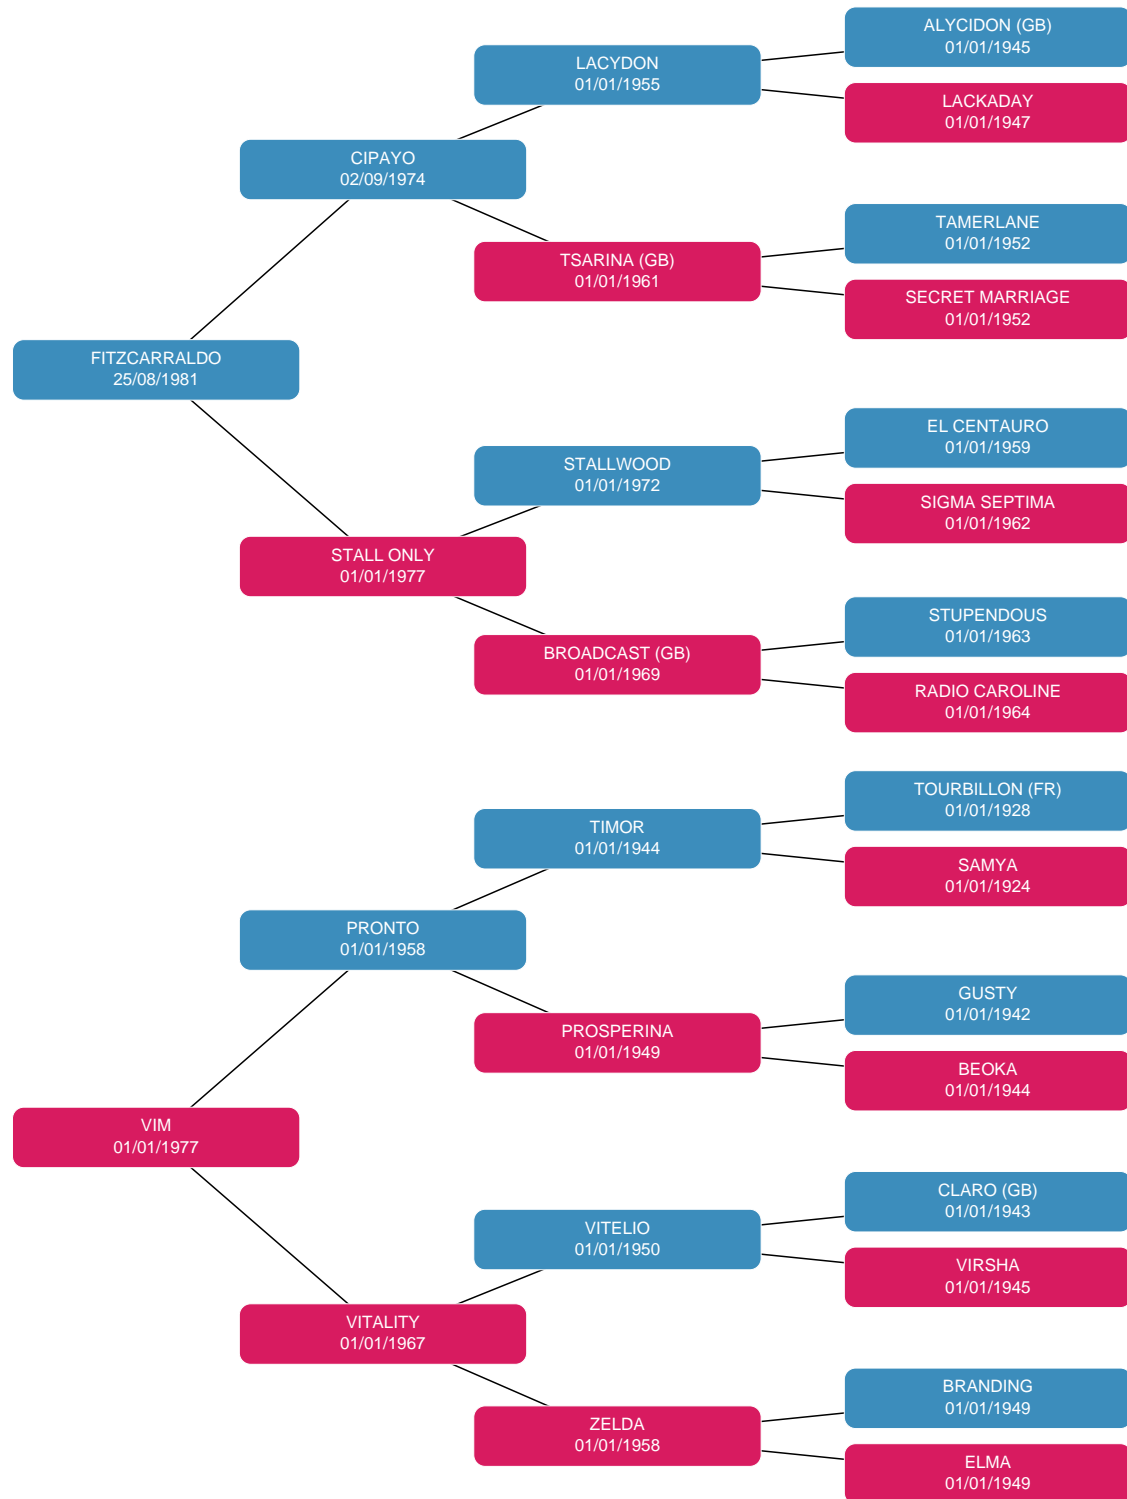 ALYCIDON (GB)
01/01/1945
LACYDON
01/01/1955
LACKADAY
01/01/1947
CIPAYO
02/09/1974
TAMERLANE
01/01/1952
TSARINA (GB)
01/01/1961
SECRET MARRIAGE
01/01/1952
FITZCARRALDO
25/08/1981
EL CENTAURO
01/01/1959
STALLWOOD
01/01/1972
SIGMA SEPTIMA
01/01/1962
STALL ONLY
01/01/1977
STUPENDOUS
01/01/1963
BROADCAST (GB)
01/01/1969
RADIO CAROLINE
01/01/1964
TOURBILLON (FR)
01/01/1928
TIMOR
01/01/1944
SAMYA
01/01/1924
PRONTO
01/01/1958
GUSTY
01/01/1942
PROSPERINA
01/01/1949
BEOKA
01/01/1944
VIM
01/01/1977
CLARO (GB)
01/01/1943
VITELIO
01/01/1950
VIRSHA
01/01/1945
VITALITY
01/01/1967
BRANDING
01/01/1949
ZELDA
01/01/1958
ELMA
01/01/1949